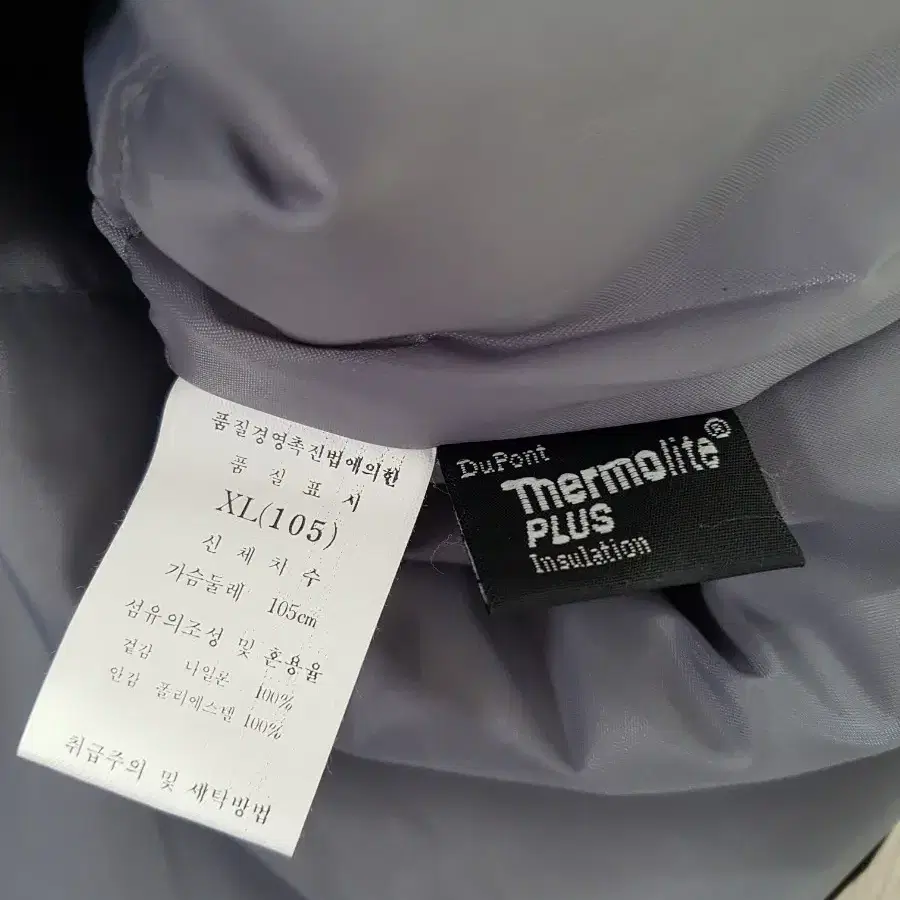 품질경영촉진법에의한
품 질 표 시
XL(105)
신 체 치 수
가슴둘레 105cm
섬유의조성 및 혼용율
겉감 나일론 100%
안감 폴리에스텔 100%
취급주의 및 세탁방법
DuPont
Thermolite®
PLUS
Insulation